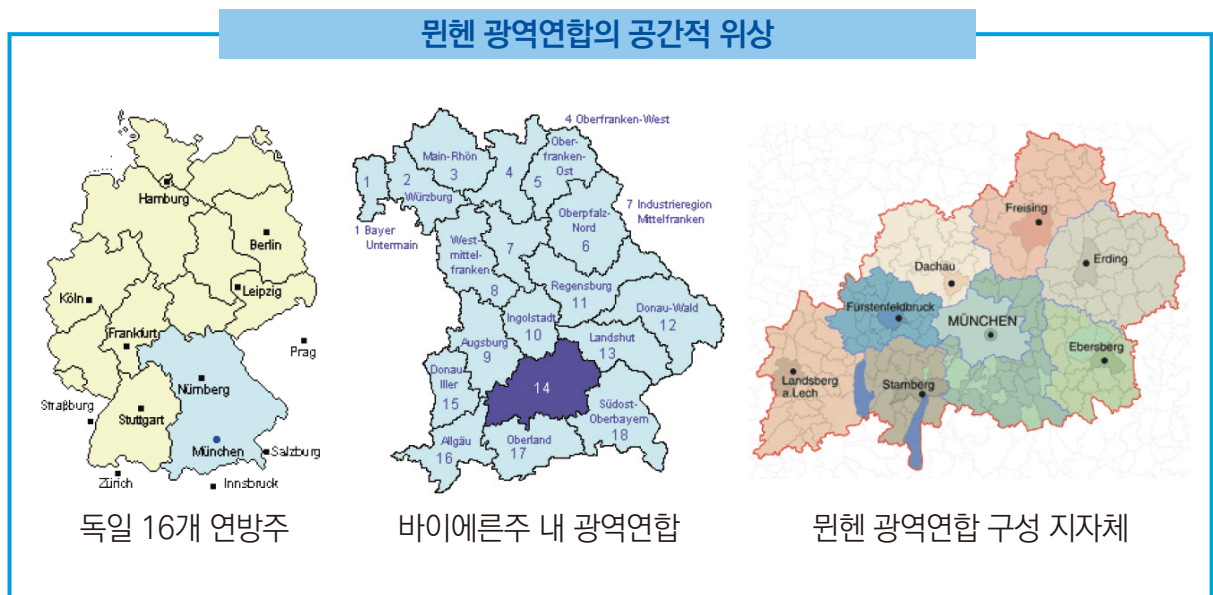 뮌헨 광역연합의 공간적 위상
Hamburg
Berlin
Leipzig
Köln
Frankfurt
Prag
Nürnberg
Straßburg
Stuttgart
München
Salzburg
Zürich
Innsbruck
독일 16개 연방주
4 Oberfranken-West
Main-Rhön
3
Ober-
franken-
Ost
5
4
1
2
Würzburg
7 Industrieregion
Mittelfranken
1 Bayer
Untermain
Oberpfalz-
Nord
6
West-
mittel-
franken
8
7
Regensburg
11
Donau-Wald
12
Ingolstadt
10
Augsburg
9
Landshut
13
Donau
Iller
15
14
Südost-
Oberbayern
18
Allgäu
16
Oberland
17
바이에른주 내 광역연합
Freising
Erding
Dachau
Fürstenfeldbruck
MÜNCHEN
Ebersberg
Landsberg
a.Lech
Starnberg
뮌헨 광역연합 구성 지자체